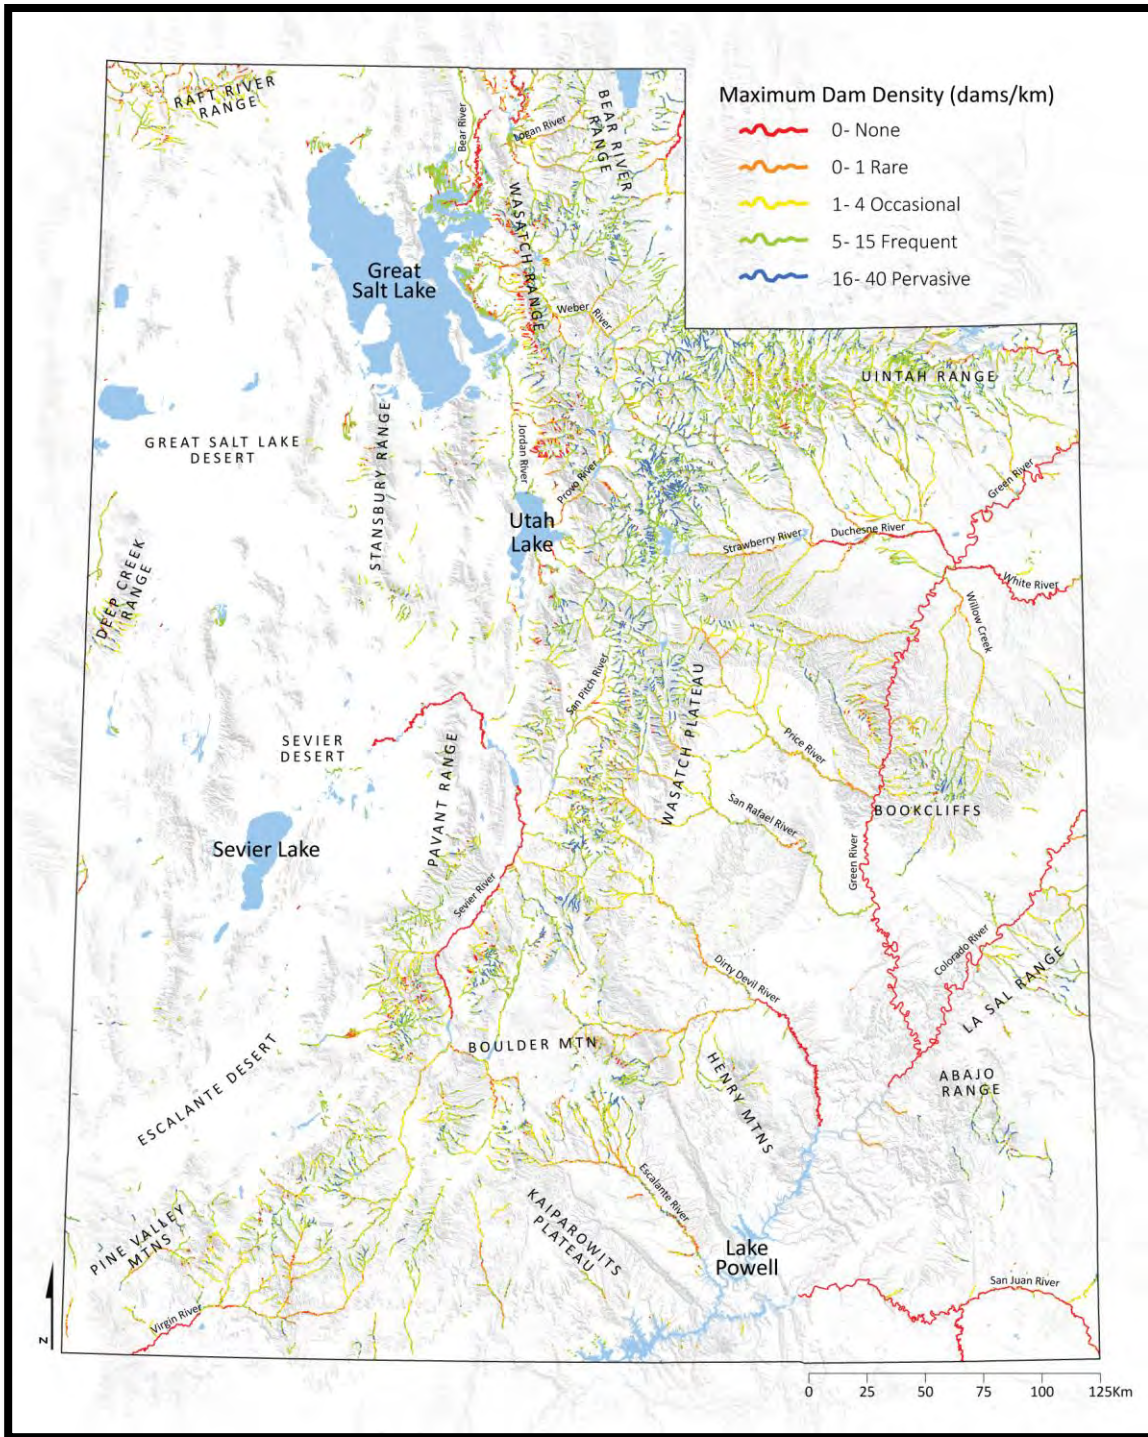 Maximum Dam Density (dams/km)
0- None
0- 1 Rare
1- 4 Occasional
5- 15 Frequent
16- 40 Pervasive
RAFT RIVER
RANGE
Bear River
Logan River
BEAR RIVER
RANGE
WASATCH RANGE
Great
Salt Lake
Weber River
UINTAH RANGE
GREAT SALT LAKE
DESERT
STANSBURY RANGE
Jordan River
Provo River
Green River
Utah
Lake
Strawberry River
Duchesne River
White River
DEEP CREEK
RANGE
Willow Creek
San Pitch River
WASATCH PLATEAU
SEVIER
DESERT
PAVANT RANGE
Price River
San Rafael River
BOOKCLIFFS
Sevier Lake
Sevier River
Green River
Colorado River
LA SAL RANGE
Dirty Devil River
BOULDER MTN
HENRY MTNS
ABAJO
RANGE
ESCALANTE DESERT
Escalante River
KAIPAROWITS
PLATEAU
PINE VALLEY
MTNS
Lake
Powell
San Juan River
Virgin River
N
0 25 50 75 100 125Km